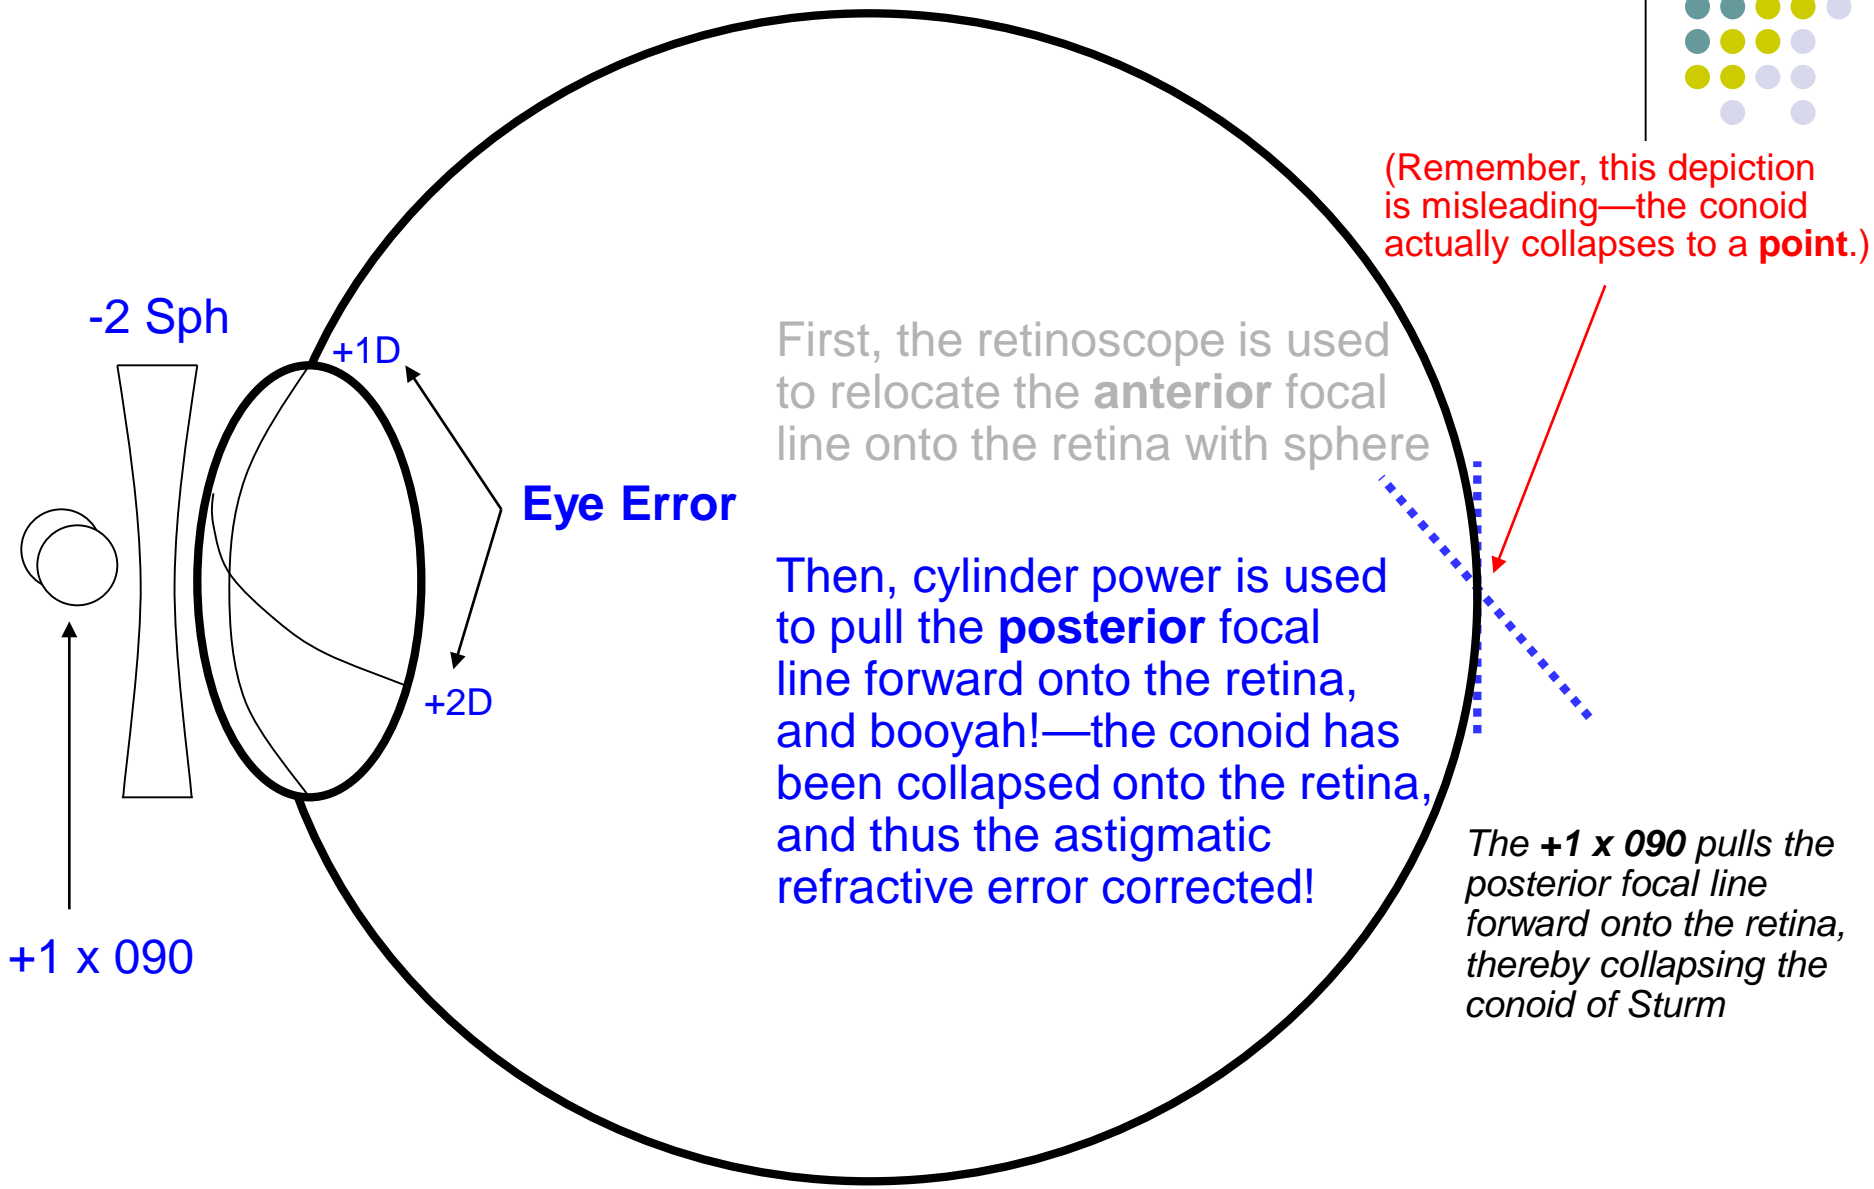 (Remember, this depiction
is misleading—the conoid
actually collapses to a point.)
-2 Sph
+1D
First, the retinoscope is used
to relocate the anterior focal
line onto the retina with sphere
Eye Error
Then, cylinder power is used
to pull the posterior focal
line forward onto the retina,
and booyah!—the conoid has
been collapsed onto the retina,
and thus the astigmatic
refractive error corrected!
+2D
The +1 x 090 pulls the
posterior focal line
forward onto the retina,
thereby collapsing the
conoid of Sturm
+1 x 090